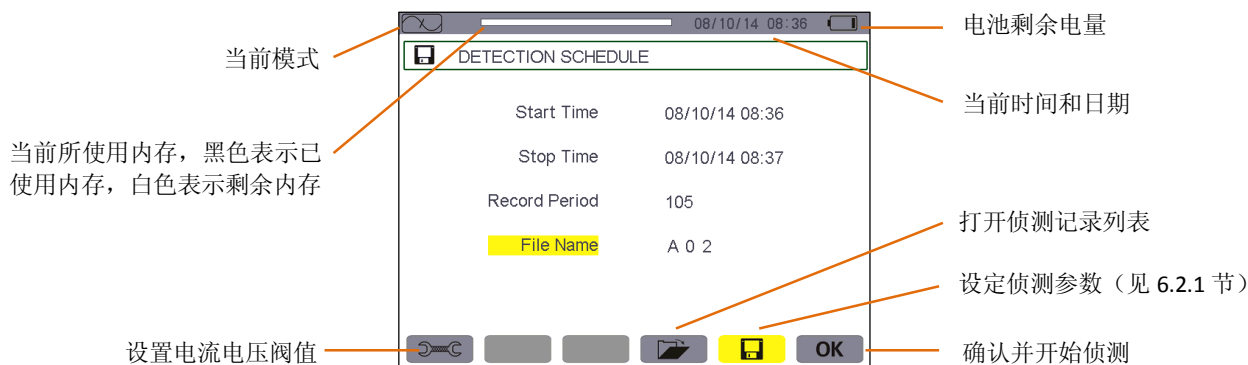 08/10/14 08:36
电池剩余电量
当前模式
DETECTION SCHEDULE
当前时间和日期
Start Time 08/10/14 08:36
当前所使用内存，黑色表示已
使用内存，白色表示剩余内存
Stop Time 08/10/14 08:37
Record Period 105
打开侦测记录列表
File Name A 0 2
设定侦测参数（见 6.2.1 节）
设置电流电压阀值
OK
确认并开始侦测